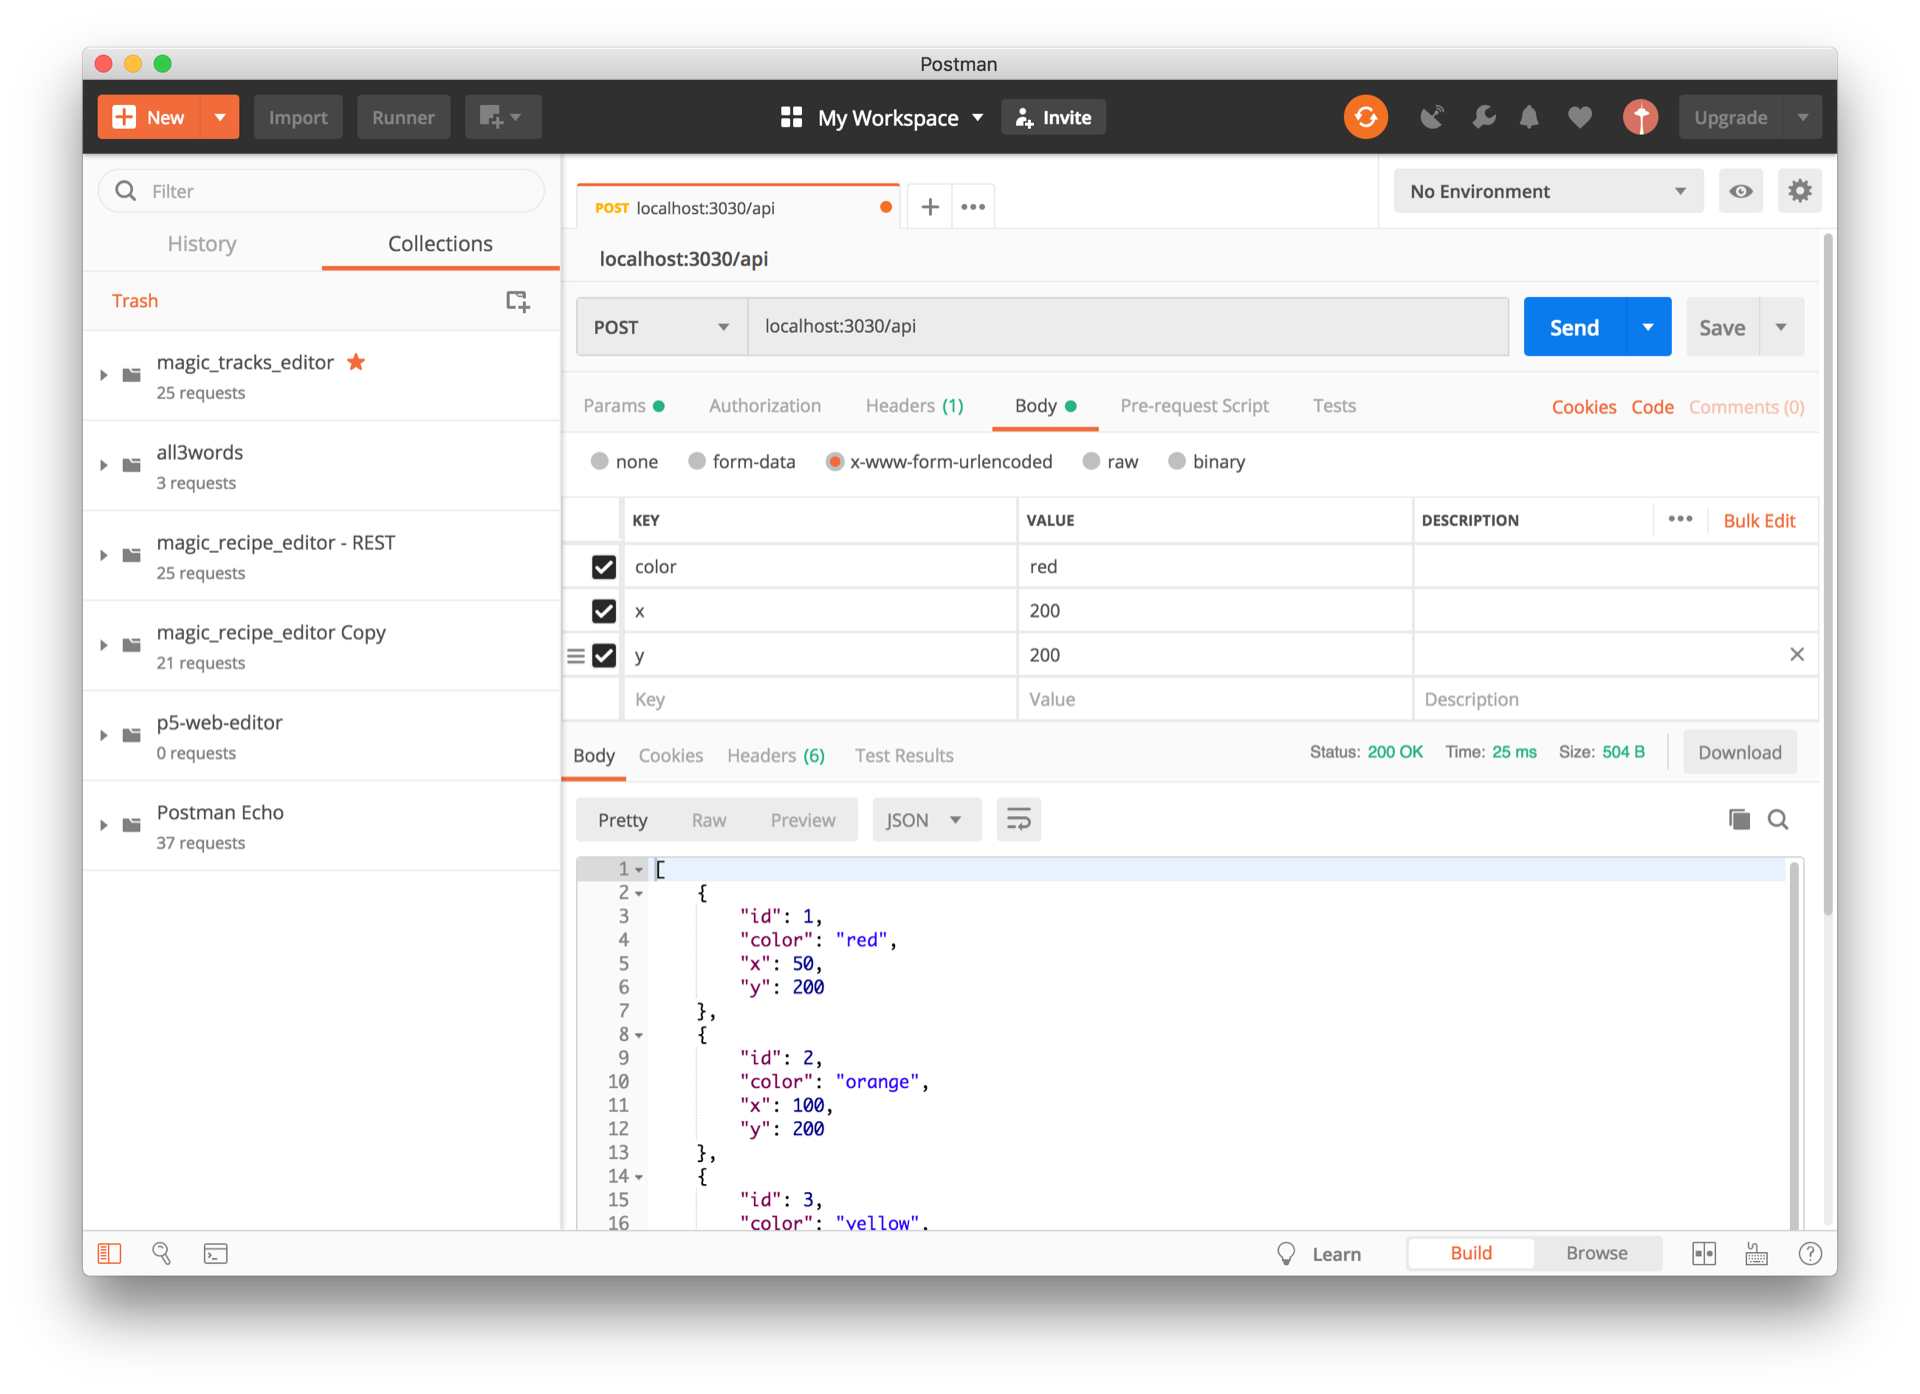 Postman
New Import Runner My Workspace Invite Upgrade
Filter
History Collections
Trash
magic_tracks_editor
25 requests
all3words
3 requests
magic_recipe_editor - REST
25 requests
magic_recipe_editor Copy
21 requests
p5-web-editor
0 requests
Postman Echo
37 requests
POST localhost:3030/api
No Environment
localhost:3030/api
POST localhost:3030/api Send Save
Params Authorization Headers (1) Body Pre-request Script Tests Cookies Code Comments (0)
none form-data x-www-form-urlencoded raw binary
KEY VALUE DESCRIPTION Bulk Edit
color red
x 200
y 200
Key Value Description
Body Cookies Headers (6) Test Results Status: 200 OK Time: 25 ms Size: 504 B Download
Pretty Raw Preview JSON
1 [
2 {
3 "id": 1,
4 "color": "red",
5 "x": 50,
6 "y": 200
7 },
8 {
9 "id": 2,
10 "color": "orange",
11 "x": 100,
12 "y": 200
13 },
14 {
15 "id": 3,
16 "color": "yellow",
Learn Build Browse